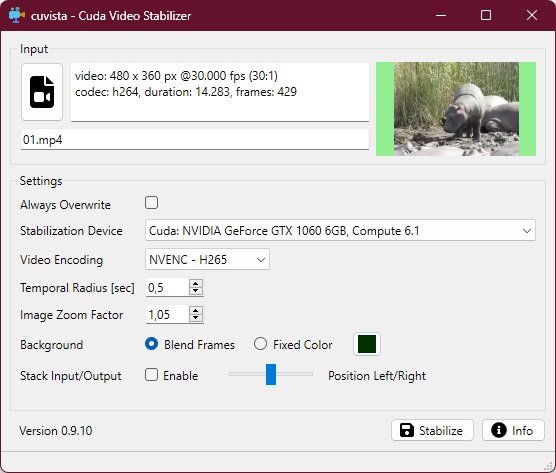 cuvista - Cuda Video Stabilizer
Input
video: 480 x 360 px @30.000 fps (30:1)
codec: h264, duration: 14.283, frames: 429
01.mp4
Settings
Always Overwrite
Stabilization Device Cuda: NVIDIA GeForce GTX 1060 6GB, Compute 6.1
Video Encoding NVENC - H265
Temporal Radius [sec] 0,5
Image Zoom Factor 1,05
Background Blend Frames Fixed Color
Stack Input/Output Enable Position Left/Right
Version 0.9.10 Stabilize Info